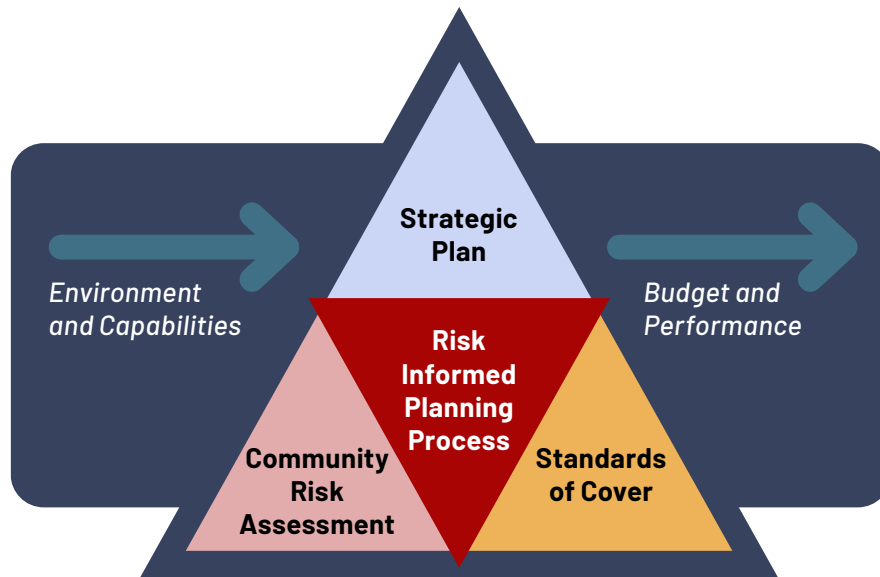 Strategic
Plan
Environment
and Capabilities
Budget and
Performance
Risk
Informed
Planning
Process
Community
Risk
Assessment
Standards
of Cover